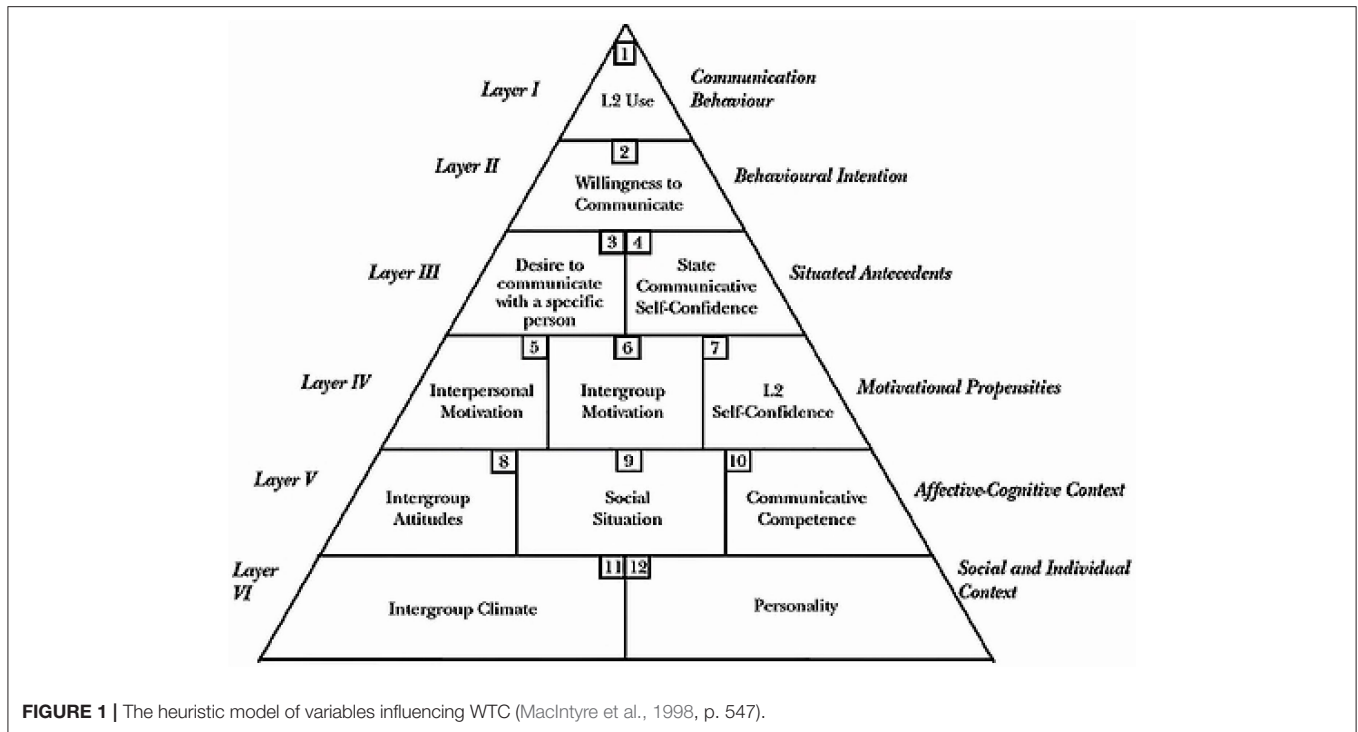 1
Layer I
L2 Use
Communication
Behaviour
2
Layer II
Willingness to
Communicate
Behavioural Intention
3 4
Layer III
Desire to
communicate
with a specific
person
State
Communicative
Self-Confidence
Situated Antecedents
5 6 7
Layer IV
Interpersonal
Motivation
Intergroup
Motivation
L2
Self-Confidence
Motivational Propensities
8 9 10
Layer V
Intergroup
Attitudes
Social
Situation
Communicative
Competence
Affective-Cognitive Context
11 12
Layer
VI
Intergroup Climate
Personality
Social and Individual
Context
FIGURE 1 | The heuristic model of variables influencing WTC (MacIntyre et al., 1998, p. 547).